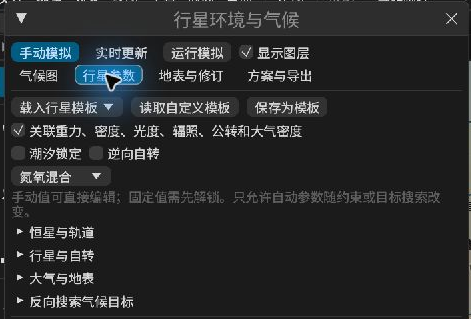 行星环境与气候
手动模拟 实时更新 运行模拟 显示图层
气候图 行星参数 地表与修订 方案与导出
载入行星模板 读取自定义模板 保存为模板
关联重力、密度、光度、辐照、公转和大气密度
潮汐锁定 逆向自转
氮氧混合
手动值可直接编辑；固定值需先解锁。只允许自动参数随约束或目标搜索改
变。
恒星与轨道
行星与自转
大气与地表
反向搜索气候目标